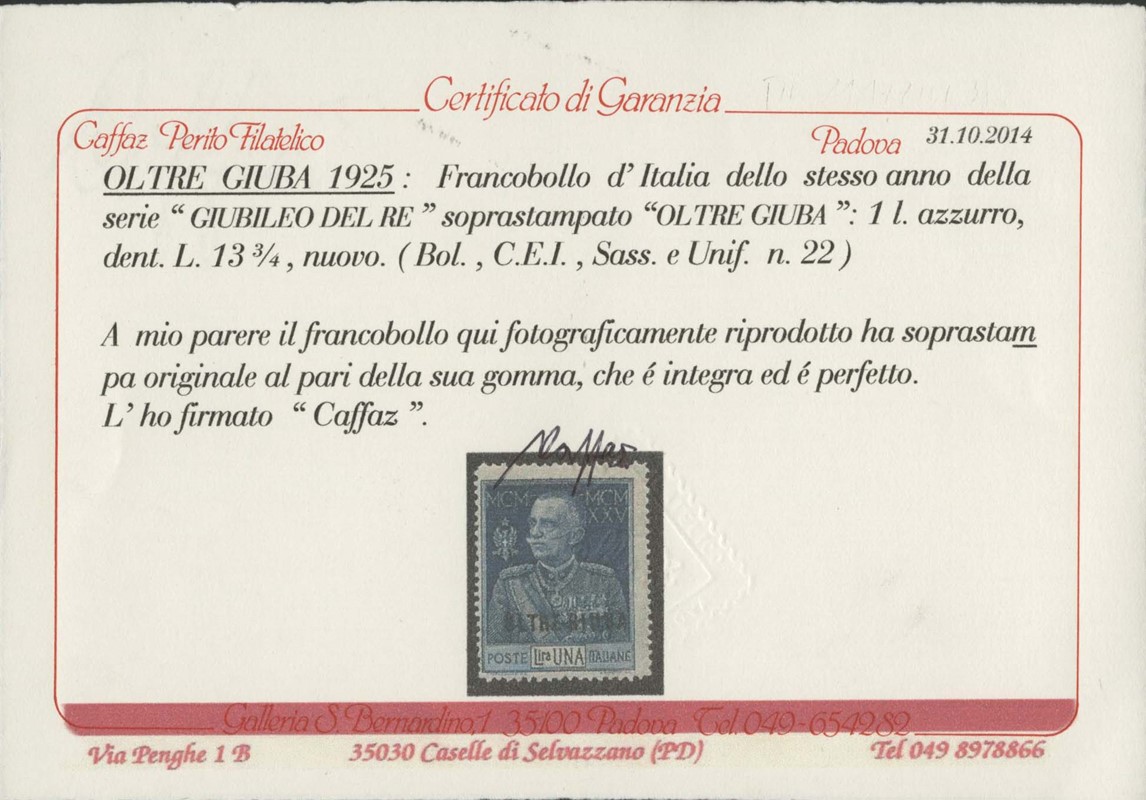 Certificato di Garanzia
Caffaz Perito Filatelico
Padova 31.10.2014
OLTRE GIUBA 1925 : Francobollo d' Italia dello stesso anno della
serie “ GIUBILEO DEL RE ” soprastampato “OLTRE GIUBA ”: 1 l. azzurro,
dent. L. 13 ¾ , nuovo. ( Bol. , C.E.I. , Sass. e Unif. n. 22 )
A mio parere il francobollo qui fotograficamente riprodotto ha soprastam
pa originale al pari della sua gomma, che é integra ed é perfetto.
L' ho firmato “ Caffaz ”.
Caffaz
MCM MCM
XXV
OLTRE GIUBA
POSTE Lira UNA ITALIANE
Galleria S. Bernardino, 1 35100 Padova Tel. 049-654282
Via Penghe 1 B 35030 Caselle di Selvazzano (PD) Tel 049 8978866